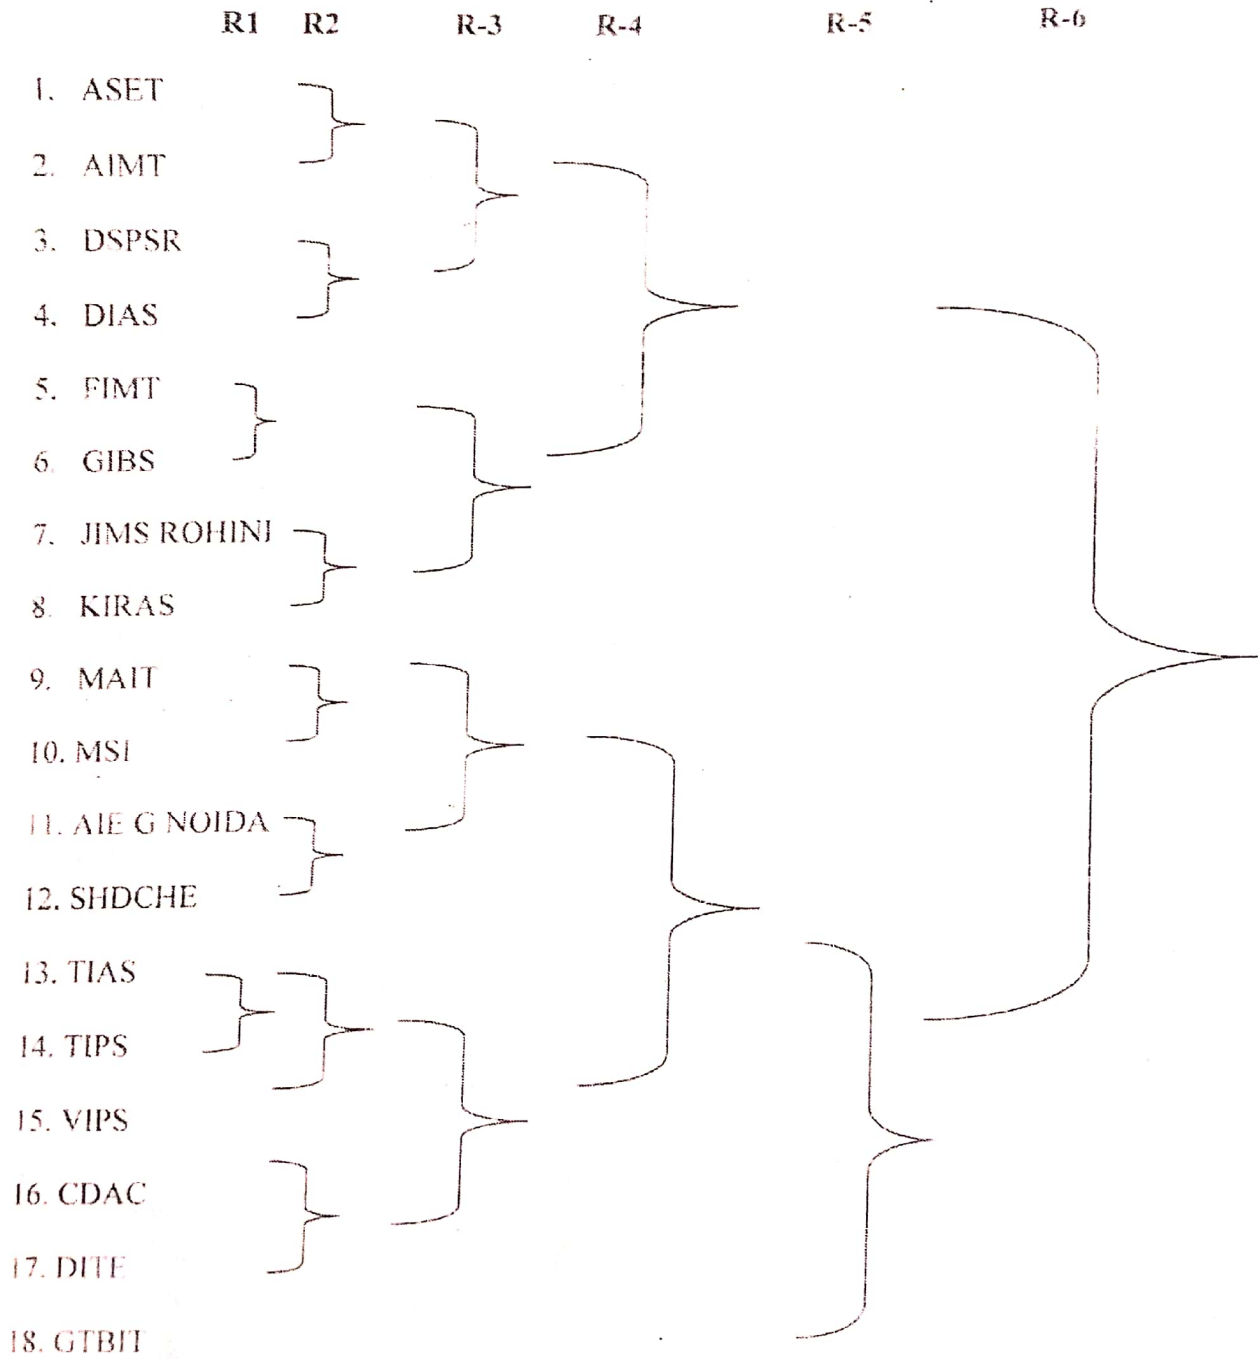 R1 R2 R-3 R-4 R-5 R-6
1. ASET
2. AIMT
3. DSPSR
4. DIAS
5. FIMT
6. GIBS
7. JIMS ROHINI
8. KIRAS
9. MAIT
10. MSI
11. AIE G NOIDA
12. SHDCHE
13. TIAS
14. TIPS
15. VIPS
16. CDAC
17. DITE
18. GTBIT